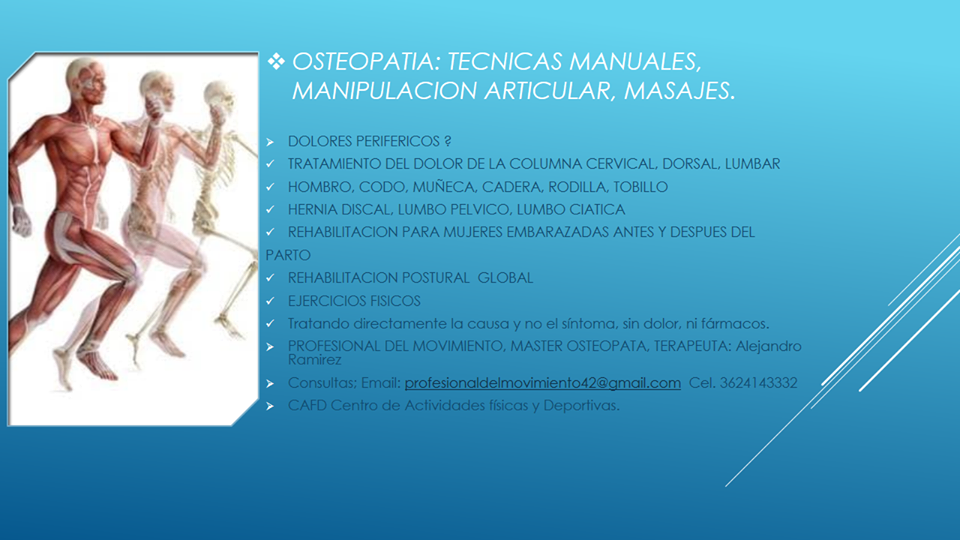 OSTEOPATIA: TECNICAS MANUALES,
MANIPULACION ARTICULAR, MASAJES.
DOLORES PERIFERICOS ?
TRATAMIENTO DEL DOLOR DE LA COLUMNA CERVICAL, DORSAL, LUMBAR
HOMBRO, CODO, MUÑECA, CADERA, RODILLA, TOBILLO
HERNIA DISCAL, LUMBO PELVICO, LUMBO CIATICA
REHABILITACION PARA MUJERES EMBARAZADAS ANTES Y DESPUES DEL
PARTO
REHABILITACION POSTURAL  GLOBAL
EJERCICIOS FISICOS
Tratando directamente la causa y no el síntoma, sin dolor, ni fármacos.
PROFESIONAL DEL MOVIMIENTO, MASTER OSTEOPATA, TERAPEUTA: Alejandro
Ramirez
Consultas; Email: profesionaldelmovimiento42@gmail.com  Cel. 3624143332
CAFD Centro de Actividades físicas y Deportivas.